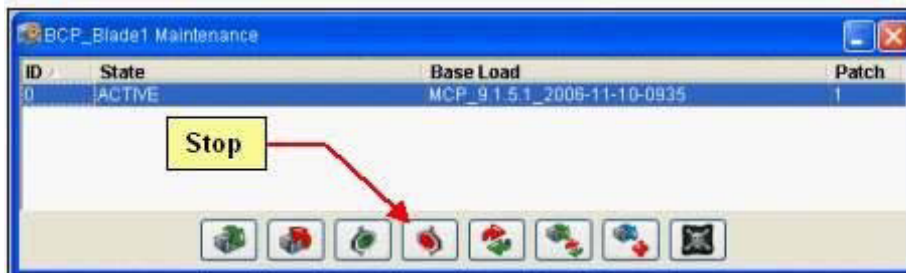 BCP_Blade1 Maintenance
ID State Base Load Patch
0 ACTIVE MCP_9.1.5.1_2006-11-10-0935 1
Stop